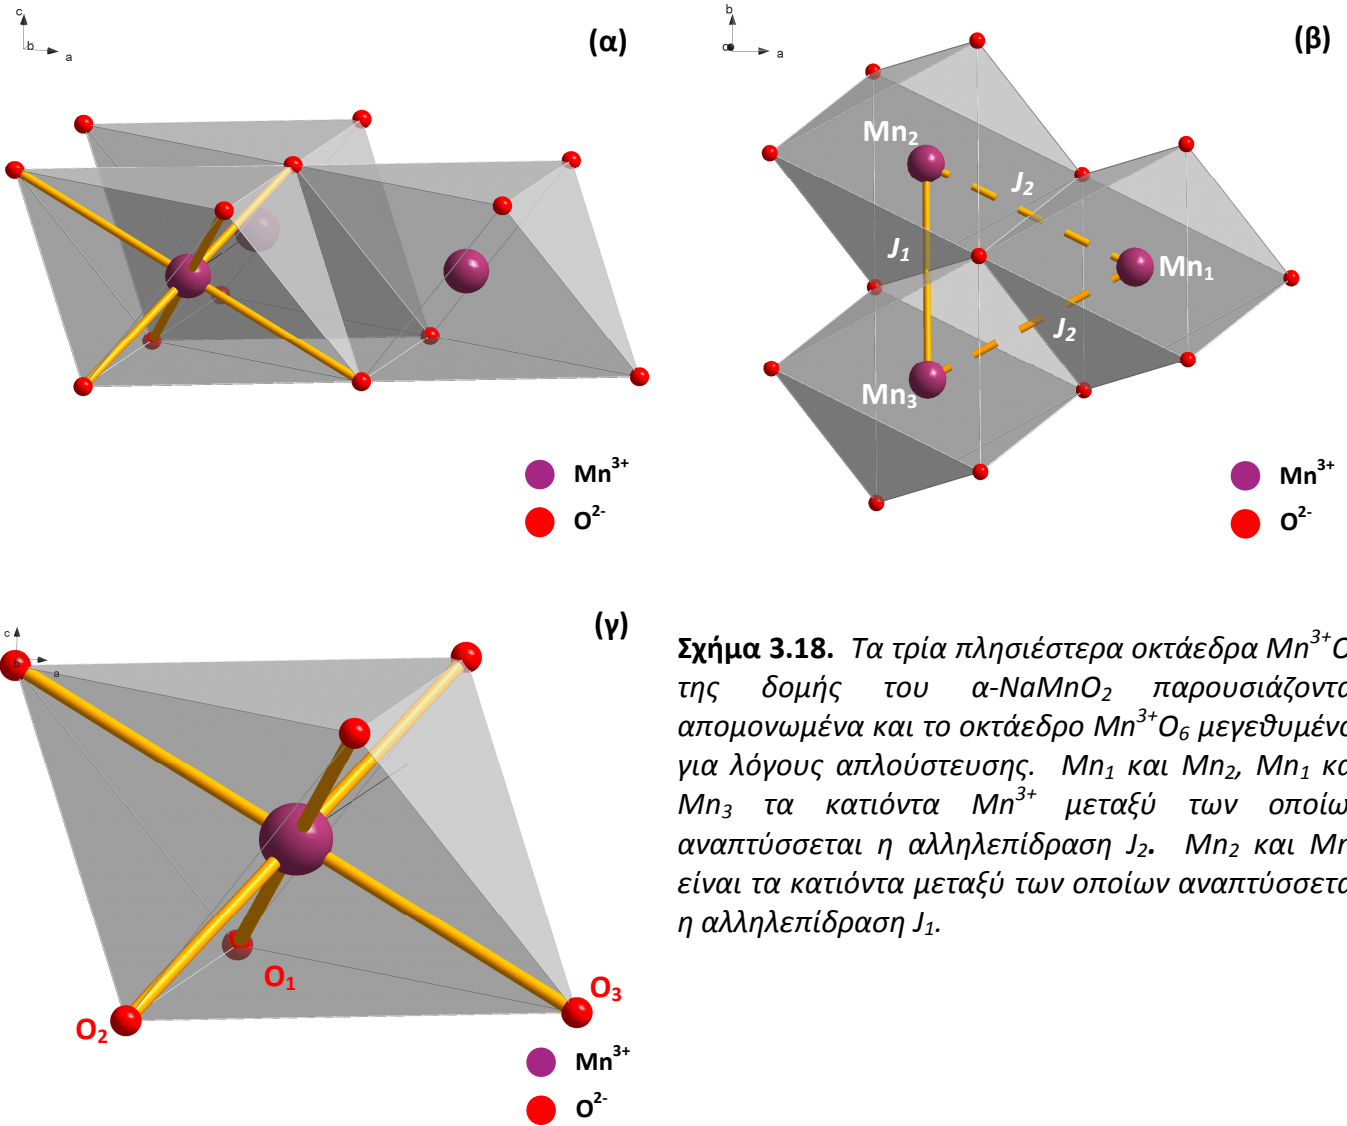 c
b
a
(α)
b
c
a
(β)
Mn2
J2
J1
Mn1
J2
Mn3
Mn3+
O2-
Mn3+
O2-
(γ)
c
b
a
O1
O2
O3
Mn3+
O2-
Σχήμα 3.18. Τα τρία πλησιέστερα οκτάεδρα Mn3+O
της δομής του α-NaMnO2 παρουσιάζοντα
απομονωμένα και το οκτάεδρο Mn3+O6 μεγεθυμένο
για λόγους απλούστευσης. Mn1 και Mn2, Mn1 κα
Mn3 τα κατιόντα Mn3+ μεταξύ των οποίω
αναπτύσσεται η αλληλεπίδραση J2. Mn2 και Mn
είναι τα κατιόντα μεταξύ των οποίων αναπτύσσετα
η αλληλεπίδραση J1.